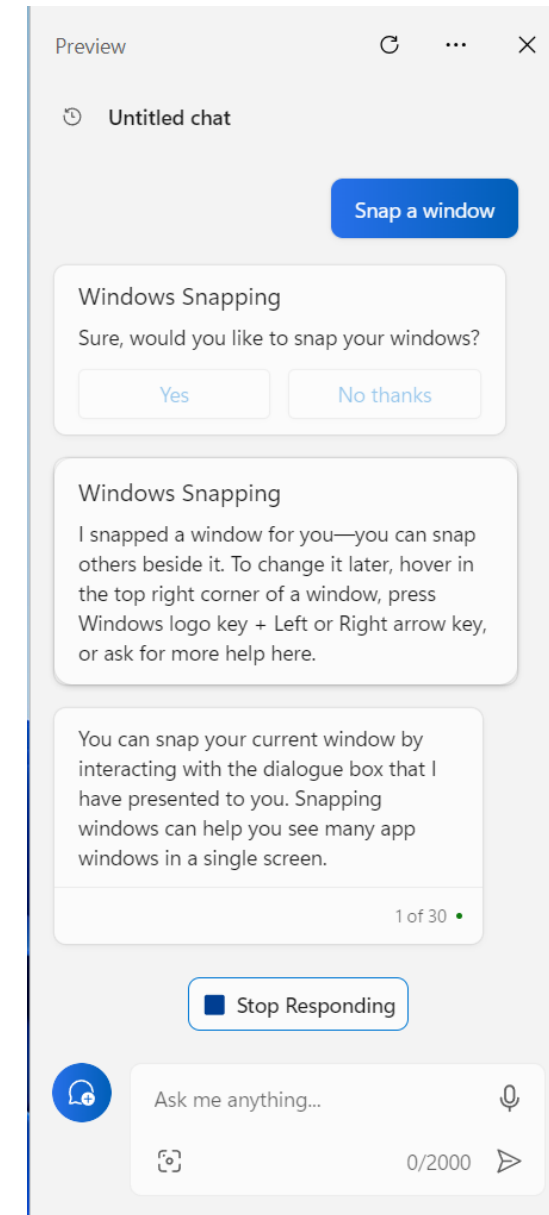 Preview
Untitled chat
Snap a window
Windows Snapping
Sure, would you like to snap your windows?
Yes No thanks
Windows Snapping
I snapped a window for you—you can snap
others beside it. To change it later, hover in
the top right corner of a window, press
Windows logo key + Left or Right arrow key,
or ask for more help here.
You can snap your current window by
interacting with the dialogue box that I
have presented to you. Snapping
windows can help you see many app
windows in a single screen.
1 of 30
Stop Responding
Ask me anything...
0/2000